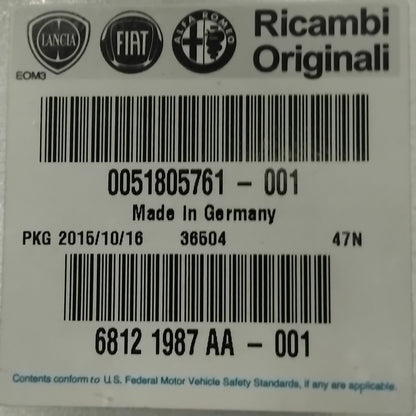 LANCIA
FIAT
ALFA ROMEO
Ricambi
Originali
EOM3
0051805761 - 001
Made In Germany
PKG 2015/10/16 36504 47N
6812 1987 AA - 001
Contents conform to U.S. Federal Motor Vehicle Safety Standards, if any are applicable.